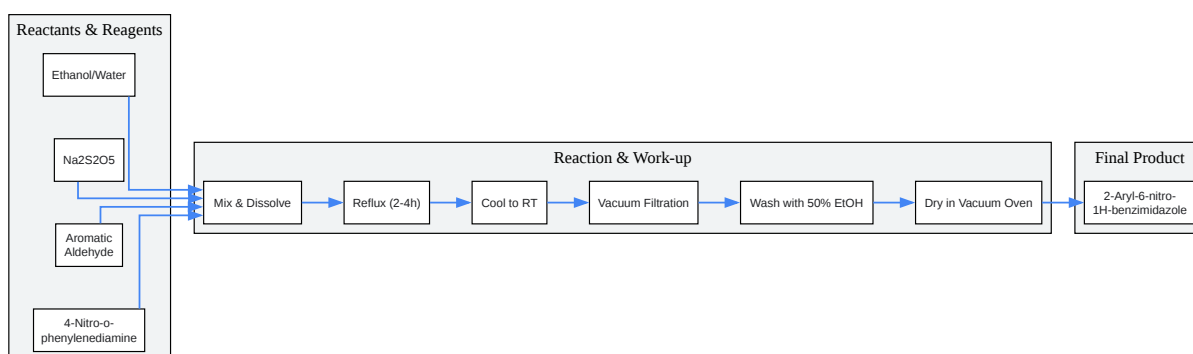 Reactants & Reagents
Ethanol/Water
Na2S2O5
Aromatic
Aldehyde
4-Nitro-o-
phenylenediamine
Reaction & Work-up
Mix & Dissolve
Reflux (2-4h)
Cool to RT
Vacuum Filtration
Wash with 50% EtOH
Dry in Vacuum Oven
Final Product
2-Aryl-6-nitro-
1H-benzimidazole